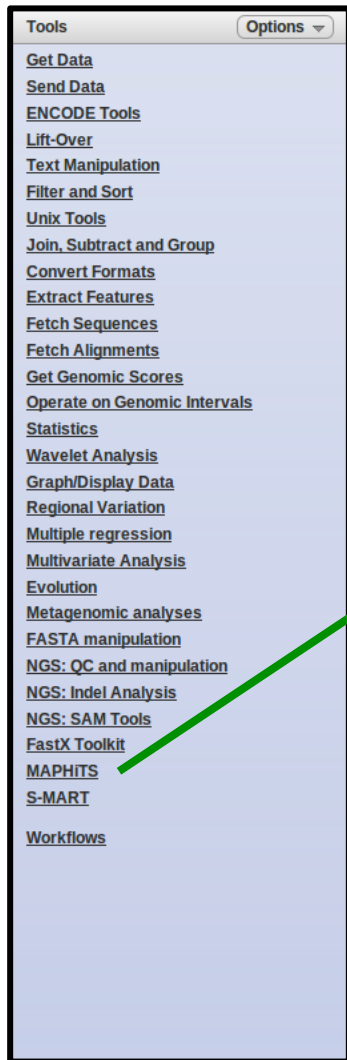 Tools Options
Get Data
Send Data
ENCODE Tools
Lift-Over
Text Manipulation
Filter and Sort
Unix Tools
Join, Subtract and Group
Convert Formats
Extract Features
Fetch Sequences
Fetch Alignments
Get Genomic Scores
Operate on Genomic Intervals
Statistics
Wavelet Analysis
Graph/Display Data
Regional Variation
Multiple regression
Multivariate Analysis
Evolution
Metagenomic analyses
FASTA manipulation
NGS: QC and manipulation
NGS: Indel Analysis
NGS: SAM Tools
FastX Toolkit
MAPHiTS
S-MART
Workflows